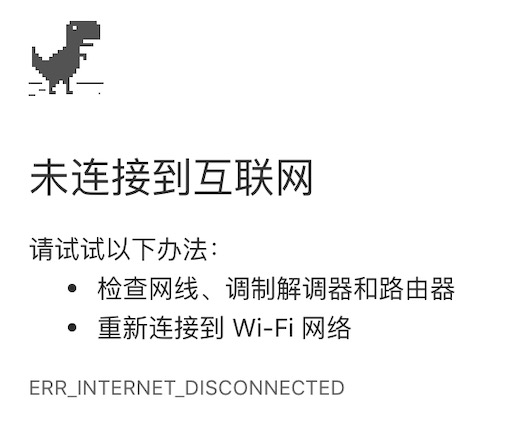 未连接到互联网
请试试以下办法：
• 检查网线、调制解调器和路由器
• 重新连接到 Wi-Fi 网络
ERR_INTERNET_DISCONNECTED